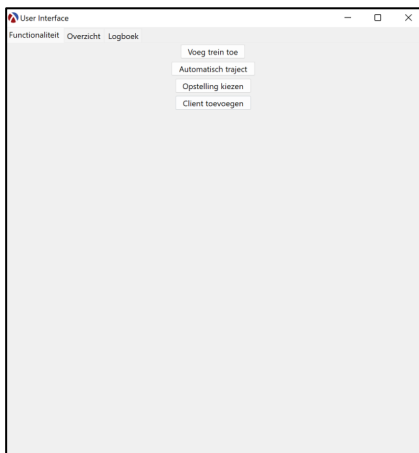 User Interface
Functionaliteit Overzicht Logboek
Voeg trein toe
Automatisch traject
Opstelling kiezen
Client toevoegen